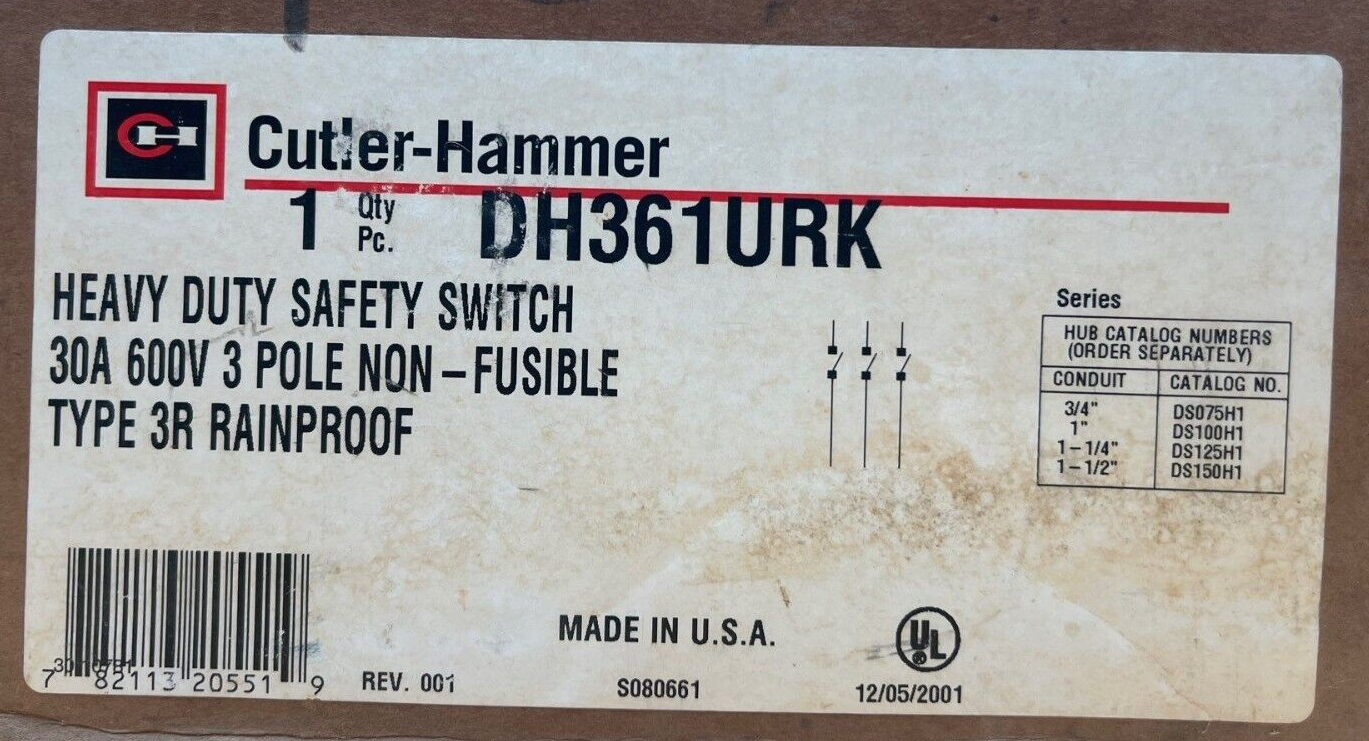 CH Cutler-Hammer
1 Qty Pc. DH361URK
HEAVY DUTY SAFETY SWITCH
30A 600V 3 POLE NON-FUSIBLE
TYPE 3R RAINPROOF
Series
HUB CATALOG NUMBERS
(ORDER SEPARATELY)
CONDUIT CATALOG NO.
3/4" DS075H1
1" DS100H1
1-1/4" DS125H1
1-1/2" DS150H1
MADE IN U.S.A.
UL ®
7 82113 20551 9
REV. 001
S080661
12/05/2001